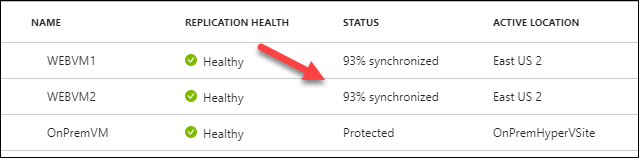 NAME REPLICATION HEALTH STATUS ACTIVE LOCATION
WEBVM1 Healthy 93% synchronized East US 2
WEBVM2 Healthy 93% synchronized East US 2
OnPremVM Healthy Protected OnPremHyperVSite